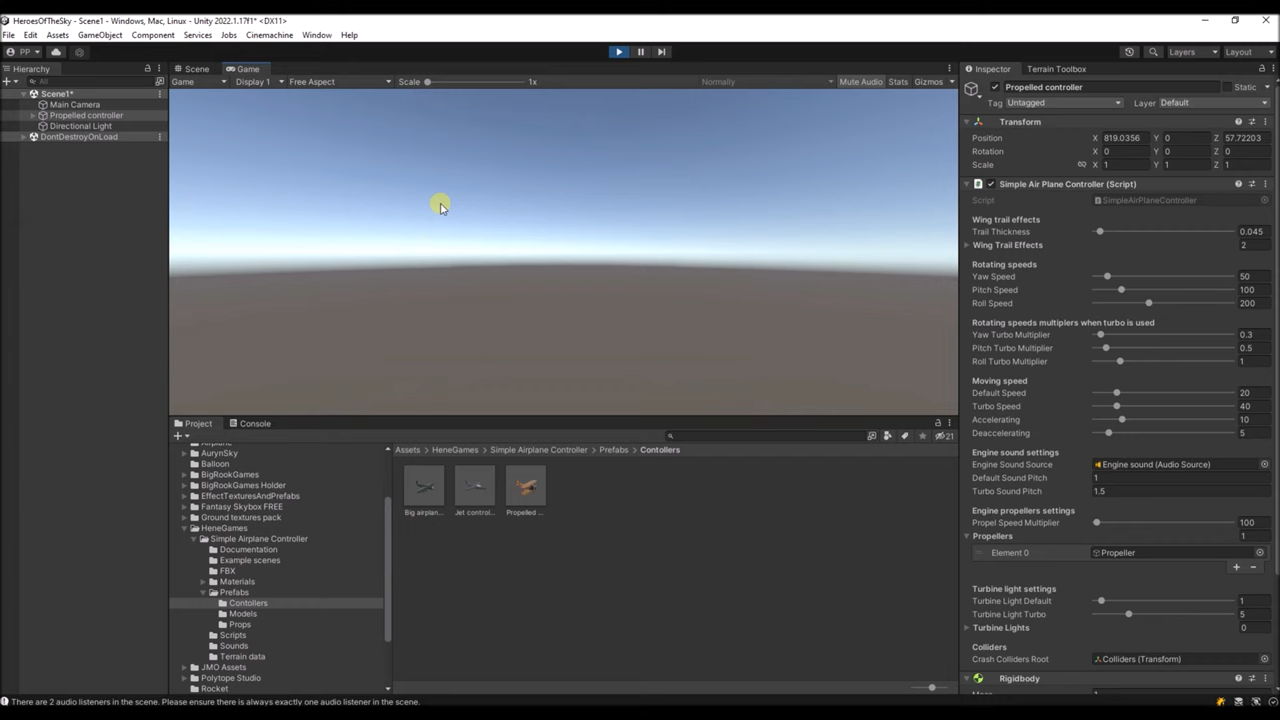 HeroesOfTheSky - Scene1 - Windows, Mac, Linux - Unity 2022.1.17f1* <DX11>
File Edit Assets GameObject Component Services Jobs Cinemachine Window Help
PP Layers Layout
Hierarchy Scene Game Inspector Terrain Toolbox
All Game Display 1 Free Aspect Scale 1x Normally Mute Audio Stats Gizmos
Scene1*
Main Camera
Propelled controller
Directional Light
DontDestroyOnLoad
Propelled controller Static
Tag Untagged Layer Default
Transform
Position X 819.0356 Y 0 Z 57.72203
Rotation X 0 Y 0 Z 0
Scale X 1 Y 1 Z 1
Simple Air Plane Controller (Script)
Script SimpleAirPlaneController
Wing trail effects
Trail Thickness 0.045
Wing Trail Effects 2
Rotating speeds
Yaw Speed 50
Pitch Speed 100
Roll Speed 200
Rotating speeds multiplers when turbo is used
Yaw Turbo Multiplier 0.3
Pitch Turbo Multiplier 0.5
Roll Turbo Multiplier 1
Moving speed
Default Speed 20
Turbo Speed 40
Accelerating 10
Deaccelerating 5
Engine sound settings
Engine Sound Source Engine sound (Audio Source)
Default Sound Pitch 1
Turbo Sound Pitch 1.5
Engine propellers settings
Propel Speed Multiplier 100
Propellers 1
Element 0 Propeller
Turbine light settings
Turbine Light Default 1
Turbine Light Turbo 5
Turbine Lights 0
Colliders
Crash Colliders Root Colliders (Transform)
Rigidbody
Project Console
21
Airplane
AurynSky
Balloon
BigRookGames
BigRookGames Holder
EffectTexturesAndPrefabs
Fantasy Skybox FREE
Ground textures pack
HeneGames
Simple Airplane Controller
Documentation
Example scenes
FBX
Materials
Prefabs
Contollers
Models
Props
Scripts
Sounds
Terrain data
JMO Assets
Polytope Studio
Rocket
Assets > HeneGames > Simple Airplane Controller > Prefabs > Contollers
Big airplan... Jet control... Propelled ...
There are 2 audio listeners in the scene. Please ensure there is always exactly one audio listener in the scene.